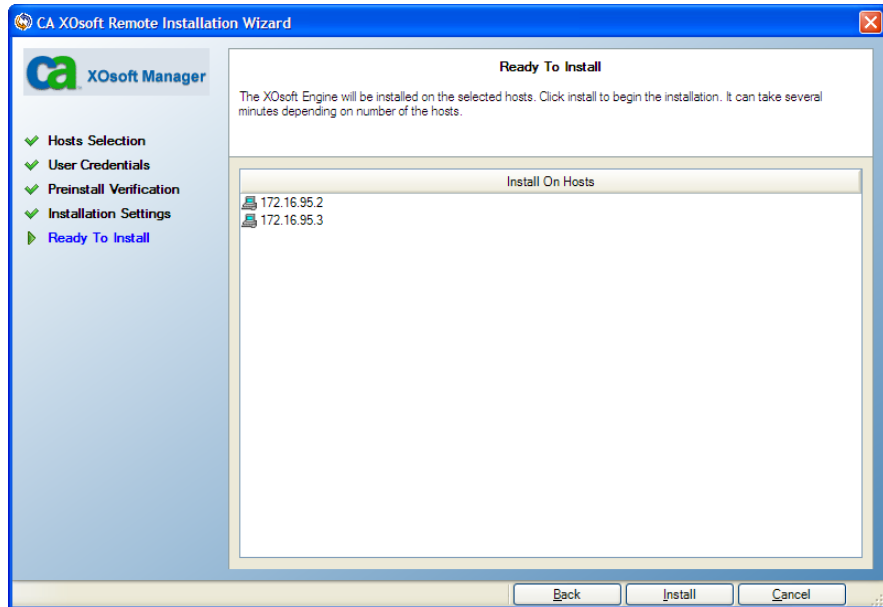 CA XOsoft Remote Installation Wizard
ca XOsoft Manager
Hosts Selection
User Credentials
Preinstall Verification
Installation Settings
Ready To Install
Ready To Install
The XOsoft Engine will be installed on the selected hosts. Click install to begin the installation. It can take several
minutes depending on number of the hosts.
Install On Hosts
172.16.95.2
172.16.95.3
Back Install Cancel